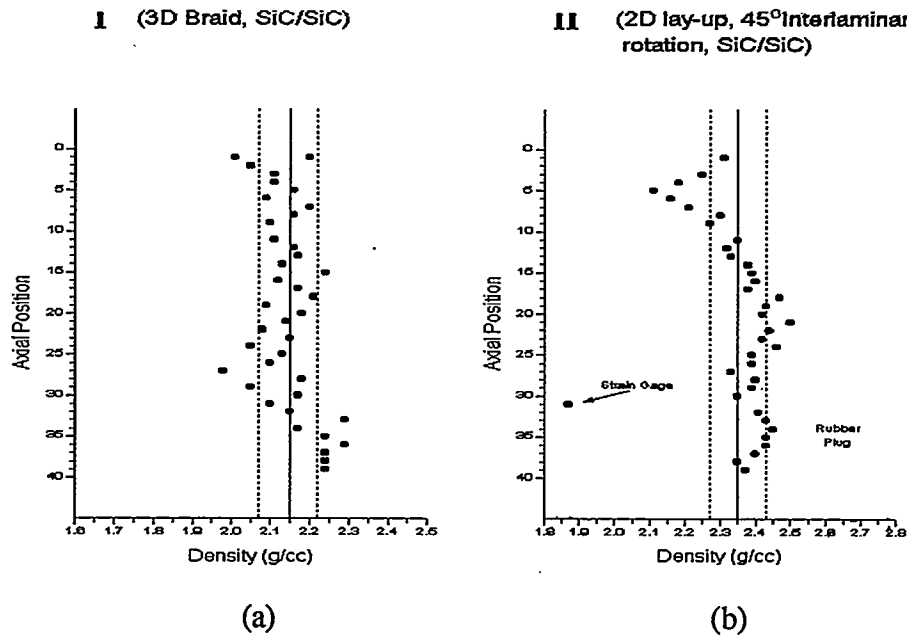 I (3D Braid, SiC/SiC)
II (2D lay-up, 45°Interlaminar
rotation, SiC/SiC)
0
5
10
15
20
25
30
35
40
Axial Position
1.6 1.7 1.8 1.9 2.0 2.1 2.2 2.3 2.4 2.5
Density (g/cc)
(a)
0
5
10
15
20
25
30
35
40
Axial Position
Strain Gage
Rubber
Plug
1.8 1.9 2.0 2.1 2.2 2.3 2.4 2.5 2.6 2.7 2.8
Density (g/cc)
(b)